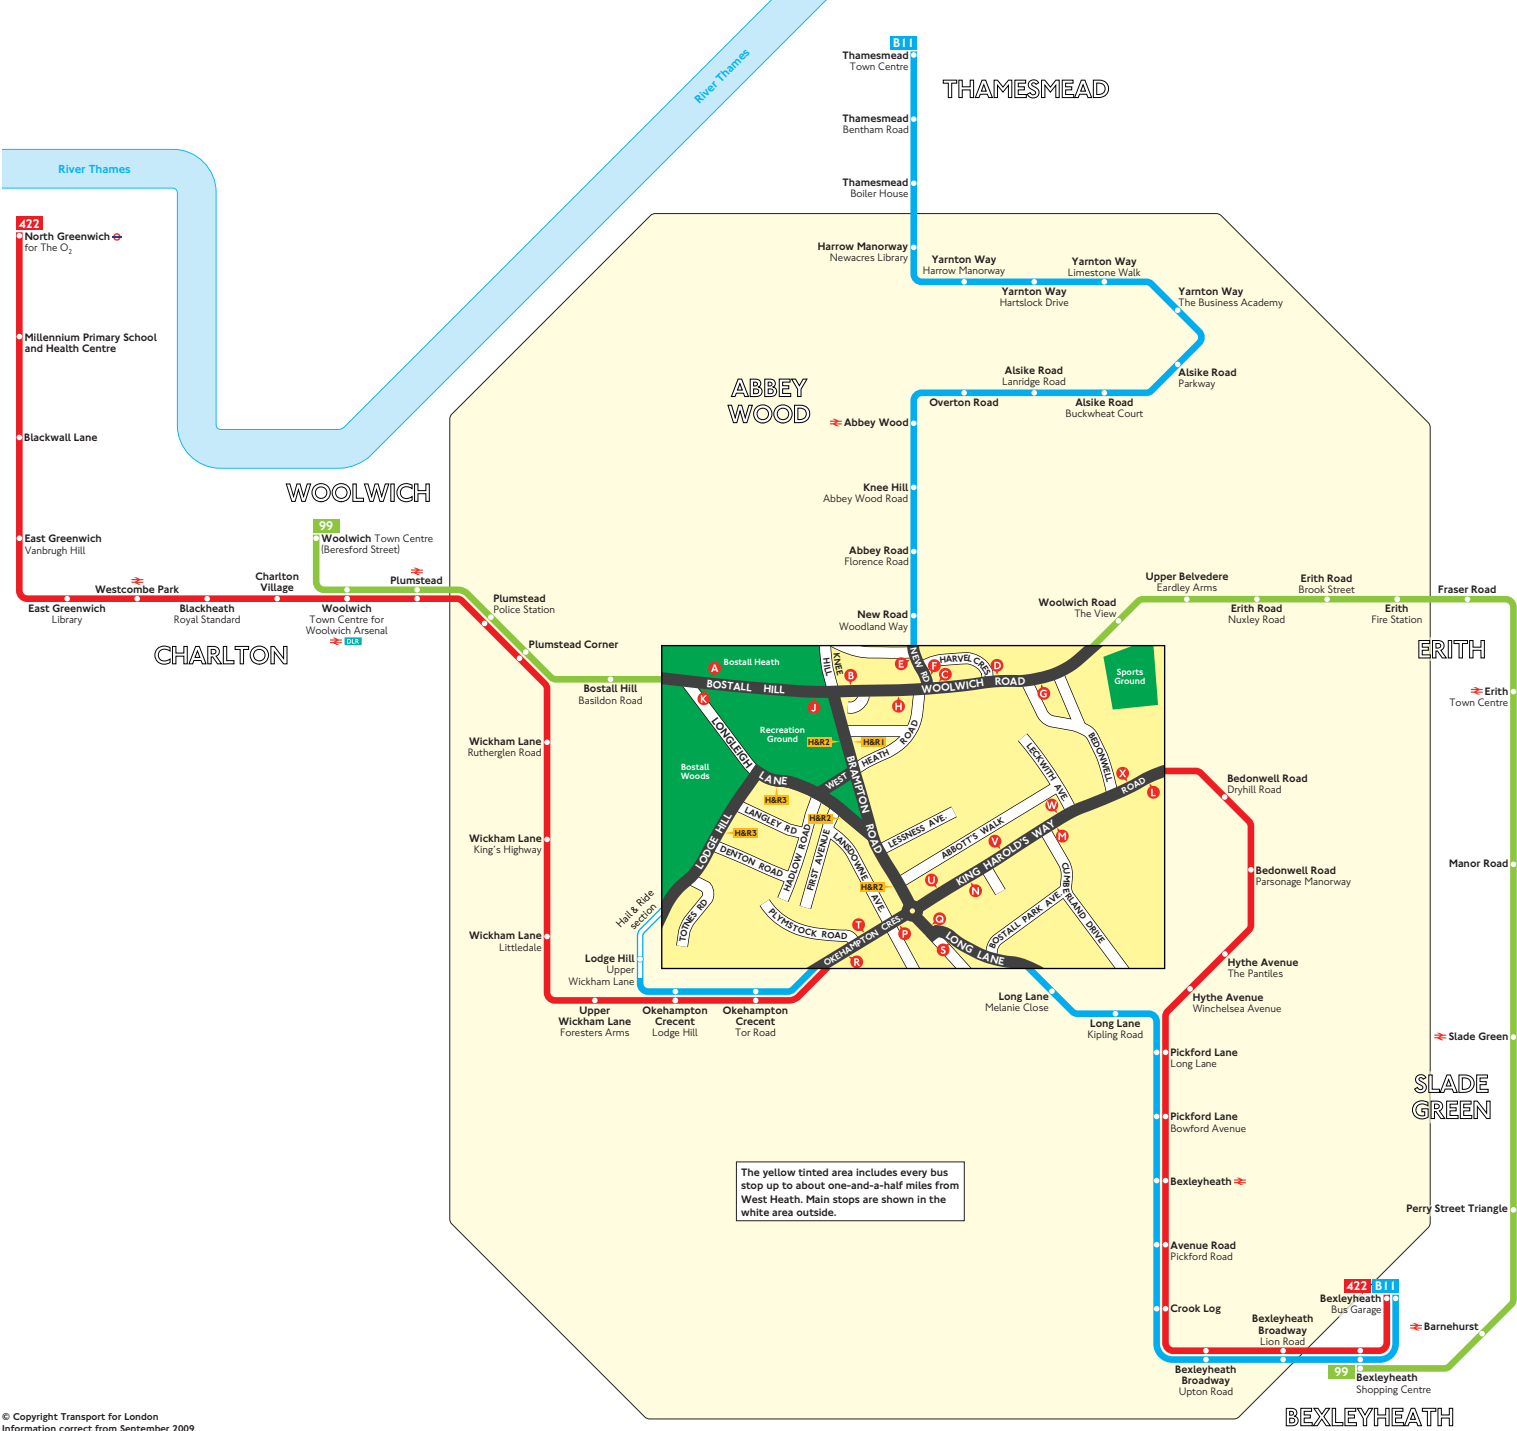 B11
Thamesmead
Town Centre
THAMESMEAD
Thamesmead
Bentham Road
River Thames
River Thames
Thamesmead
Boiler House
422
North Greenwich
for The O2
Harrow Manorway
Newacres Library
Yarnton Way
Harrow Manorway
Yarnton Way
Limestone Walk
Yarnton Way
Hartslock Drive
Yarnton Way
The Business Academy
Millennium Primary School
and Health Centre
ABBEY
WOOD
Alsike Road
Lanridge Road
Alsike Road
Parkway
Overton Road
Alsike Road
Buckwheat Court
Abbey Wood
Blackwall Lane
WOOLWICH
Knee Hill
Abbey Wood Road
99
Woolwich Town Centre
(Beresford Street)
East Greenwich
Vanbrugh Hill
Abbey Road
Florence Road
Westcombe Park
Charlton
Village
Plumstead
East Greenwich
Library
Blackheath
Royal Standard
Woolwich
Town Centre for
Woolwich Arsenal
DLR
Plumstead
Police Station
Plumstead Corner
CHARLTON
New Road
Woodland Way
Woolwich Road
The View
Upper Belvedere
Eardley Arms
Erith Road
Nuxley Road
Erith Road
Brook Street
Erith
Fire Station
Fraser Road
ERITH
Bostall Hill
Basildon Road
Erith
Town Centre
A
Bostall Heath
KNEE
HILL
B
E
NEW RD
F
C
HARVEL CRES
D
Sports
Ground
BOSTALL HILL
WOOLWICH ROAD
K
J
H
G
LONGLEIGH
LANE
Recreation
Ground
H&R2
H&R1
WEST HEATH ROAD
BRAMPTON ROAD
BEDONWELL
ROAD
LECKWITH AVE
X
L
Bostall
Woods
H&R3
H&R2
H&R3
LANGLEY RD
LODGE HILL
DENTON ROAD
HADLOW ROAD
FIRST AVENUE
LANSDOWNE AVE
LESSNESS AVE.
ABBOTT'S WALK
W
M
V
KING HAROLD'S WAY
U
N
H&R2
CUMBERLAND DRIVE
BOSTALL PARK AVE.
TOTNES RD
PLYMSTOCK ROAD
T
OKEHAMPTON CRES.
R
P
Q
S
LONG LANE
Wickham Lane
Rutherglen Road
Wickham Lane
King's Highway
Wickham Lane
Littledale
Hail & Ride
section
Lodge Hill
Upper
Wickham Lane
Upper
Wickham Lane
Foresters Arms
Okehampton
Crecent
Lodge Hill
Okehampton
Crecent
Tor Road
Bedonwell Road
Dryhill Road
Bedonwell Road
Parsonage Manorway
Hythe Avenue
The Pantiles
Hythe Avenue
Winchelsea Avenue
Long Lane
Melanie Close
Long Lane
Kipling Road
Manor Road
Slade Green
SLADE
GREEN
Pickford Lane
Long Lane
Pickford Lane
Bowford Avenue
Bexleyheath
Avenue Road
Pickford Road
Crook Log
Perry Street Triangle
The yellow tinted area includes every bus
stop up to about one-and-a-half miles from
West Heath. Main stops are shown in the
white area outside.
422 B11
Bexleyheath
Bus Garage
Bexleyheath
Broadway
Lion Road
Barnehurst
Bexleyheath
Broadway
Upton Road
99
Bexleyheath
Shopping Centre
BEXLEYHEATH
© Copyright Transport for London
Information correct from September 2009